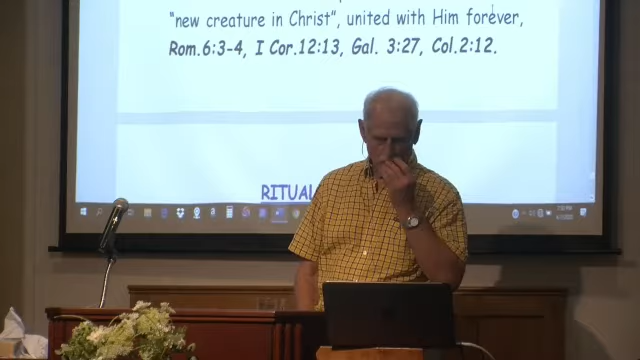 “new creature in Christ”, united with Him forever,
Rom.6:3-4, I Cor.12:13, Gal. 3:27, Col.2:12.
RITUAL